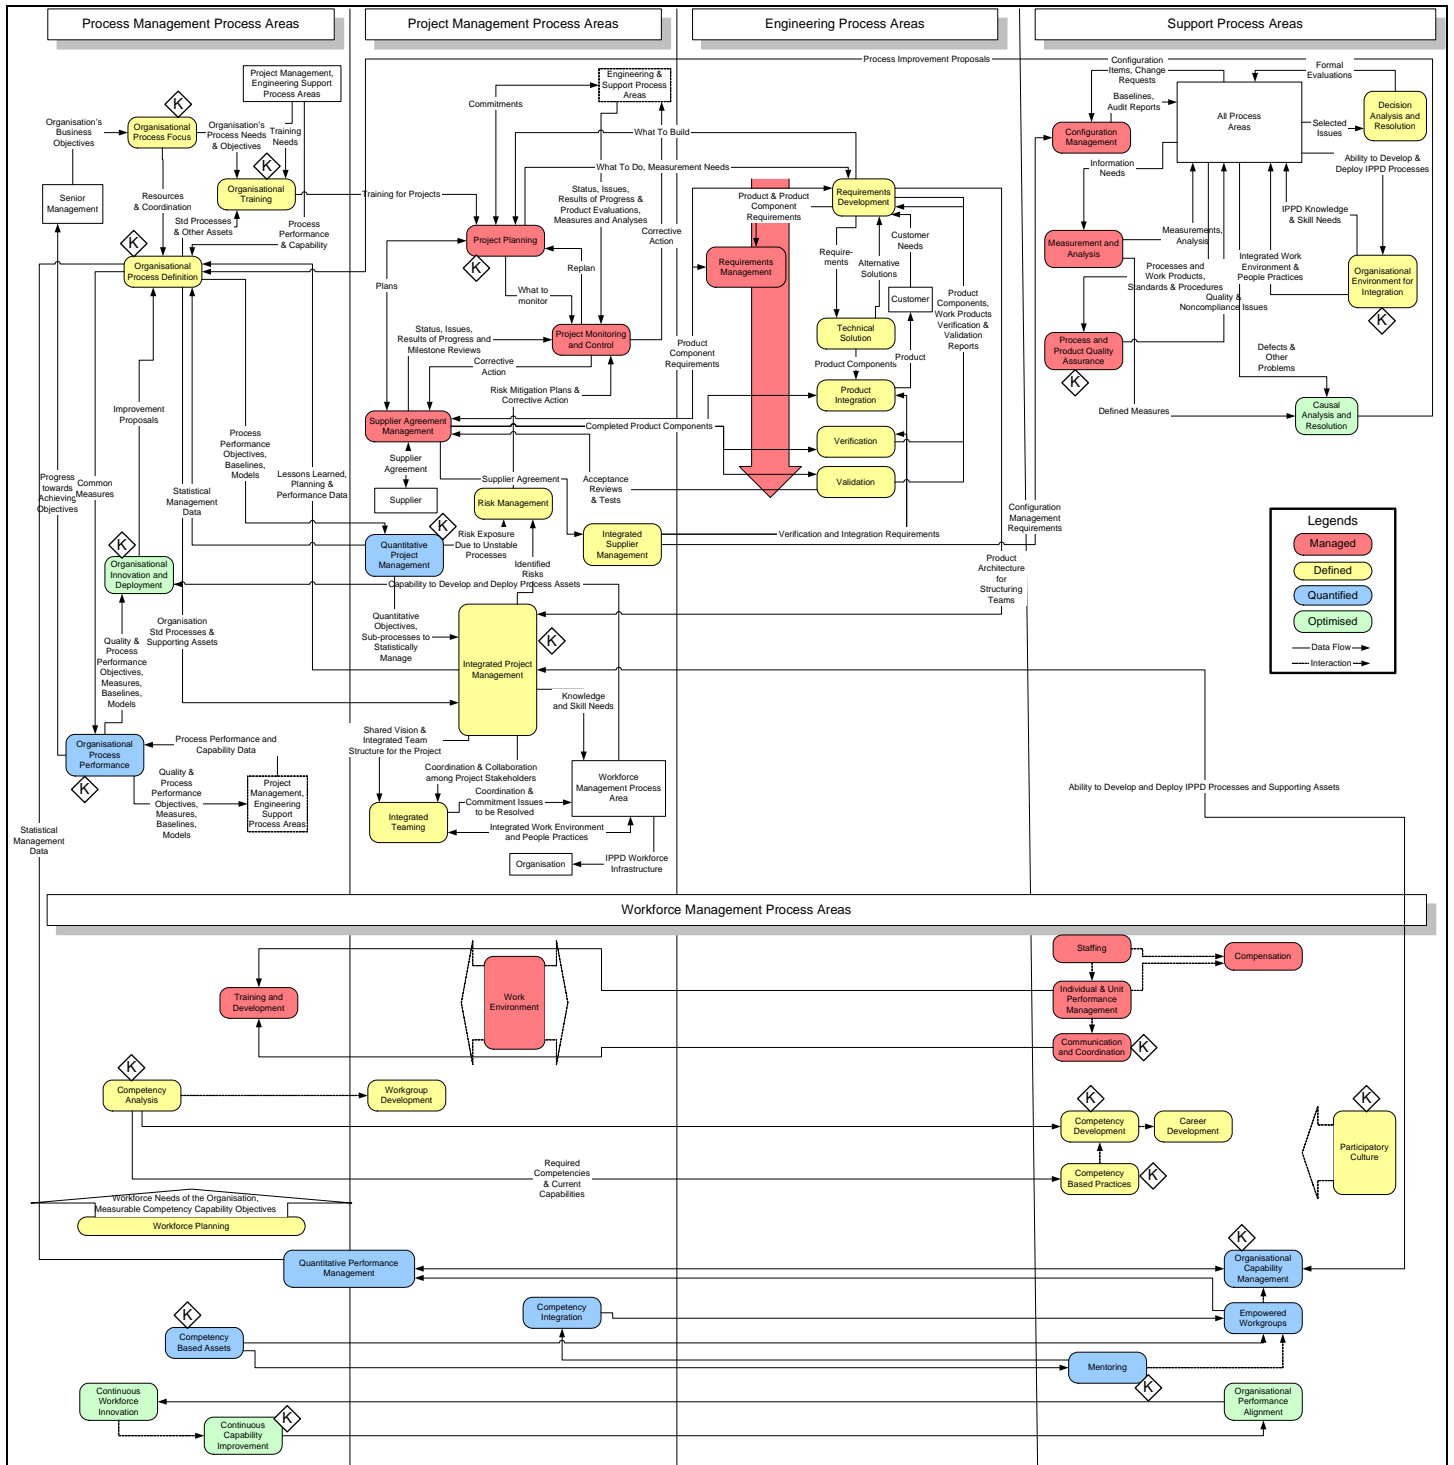 Process Management Process Areas
Project Management Process Areas
Engineering Process Areas
Support Process Areas
Project Management,
Engineering Support
Process Areas
K
Organisation's
Business
Objectives
Organisational
Process Focus
Organisation's
Process Needs
& Objectives
Training
Needs
K
Senior
Management
Resources
& Coordination
Organisational
Training
Training for Projects
Std Processes
& Other Assets
Process
Performance
& Capability
K
Organisational
Process Definition
Improvement
Proposals
Process
Performance
Objectives,
Baselines,
Models
Progress
towards
Achieving
Objectives
Common
Measures
Statistical
Management
Data
Lessons Learned,
Planning &
Performance Data
K
Organisational
Innovation and
Deployment
Organisation
Std Processes &
Supporting Assets
Quality &
Process
Performance
Objectives,
Measures,
Baselines,
Models
Organisational
Process
Performance
K
Process Performance and
Capability Data
Quality &
Process
Performance
Objectives,
Measures,
Baselines,
Models
Project
Management,
Engineering
Support
Process Areas
Statistical
Management
Data
Engineering &
Support Process
Areas
Commitments
What To Build
What To Do, Measurement Needs
Status, Issues,
Results of Progress &
Product Evaluations,
Measures and Analyses
Corrective
Action
Project Planning
K
Replan
Plans
What to
monitor
Status, Issues,
Results of Progress and
Milestone Reviews
Project Monitoring
and Control
Corrective
Action
Risk Mitigation Plans &
Corrective Action
Supplier Agreement
Management
Completed Product Components
Supplier
Agreement
Supplier
Supplier Agreement
Risk Management
Acceptance
Reviews
& Tests
K
Quantitative
Project
Management
Risk Exposure
Due to Unstable
Processes
Integrated
Supplier
Management
Identified
Risks
Capability to Develop and Deploy Process Assets
Quantitative
Objectives,
Sub-processes to
Statistically
Manage
K
Integrated Project
Management
Knowledge
and Skill Needs
Shared Vision &
Integrated Team
Structure for the Project
Coordination & Collaboration
among Project Stakeholders
Workforce
Management Process
Area
Coordination &
Commitment Issues
to be Resolved
Integrated
Teaming
Integrated Work Environment
and People Practices
Organisation
IPPD Workforce
Infrastructure
Process Improvement Proposals
Product & Product
Component
Requirements
Requirements
Development
Customer
Needs
Require-
ments
Alternative
Solutions
Requirements
Management
Customer
Product
Components,
Work Products
Verification &
Validation
Reports
Technical
Solution
Product
Component
Requirements
Product Components
Product
Product
Integration
Verification
Validation
Verification and Integration Requirements
Product
Architecture
for
Structuring
Teams
Configuration
Items, Change
Requests
Formal
Evaluations
Baselines,
Audit Reports
All Process
Areas
Decision
Analysis and
Resolution
Selected
Issues
Configuration
Management
Information
Needs
Ability to Develop &
Deploy IPPD Processes
IPPD Knowledge
& Skill Needs
Measurement and
Analysis
Measurements,
Analysis
Processes and
Work Products,
Standards & Procedures
Integrated Work
Environment &
People Practices
Organisational
Environment for
Integration
K
Quality &
Noncompliance Issues
Process and
Product Quality
Assurance
K
Defects &
Other
Problems
Defined Measures
Causal
Analysis and
Resolution
Configuration
Management
Requirements
Legends
Managed
Defined
Quantified
Optimised
Data Flow
Interaction
Ability to Develop and Deploy IPPD Processes and Supporting Assets
Workforce Management Process Areas
Staffing
Compensation
Training and
Development
Work
Environment
Individual & Unit
Performance
Management
Communication
and Coordination
K
K
Competency
Analysis
Workgroup
Development
K
Competency
Development
Career
Development
K
Participatory
Culture
Required
Competencies
& Current
Capabilities
Competency
Based Practices
K
Workforce Needs of the Organisation,
Measurable Competency Capability Objectives
Workforce Planning
Quantitative Performance
Management
K
Organisational
Capability
Management
Competency
Integration
Empowered
Workgroups
K
Competency
Based Assets
Mentoring
K
Continuous
Workforce
Innovation
Organisational
Performance
Alignment
Continuous
Capability
Improvement
K